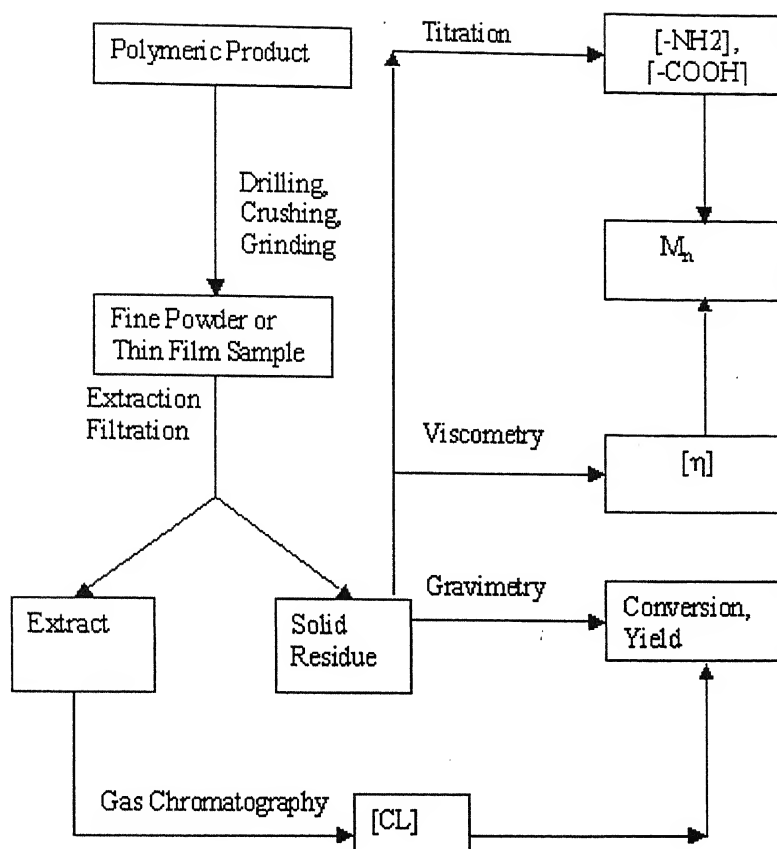 Polymeric Product
Drilling,
Crushing,
Grinding
Fine Powder or
Thin Film Sample
Extraction
Filtration
Extract
Solid
Residue
Gas Chromatography
[CL]
Titration
[-NH2],
[-COOH]
Mn
Viscometry
[η]
Gravimetry
Conversion,
Yield